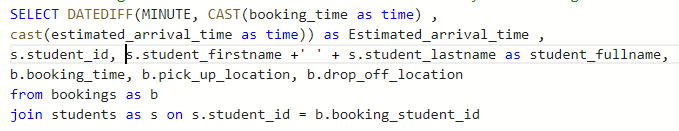 SELECT DATEDIFF(MINUTE, CAST(booking_time as time) ,
cast(estimated_arrival_time as time)) as Estimated_arrival_time ,
s.student_id, s.student_firstname +' ' + s.student_lastname as student_fullname,
b.booking_time, b.pick_up_location, b.drop_off_location
from bookings as b
join students as s on s.student_id = b.booking_student_id